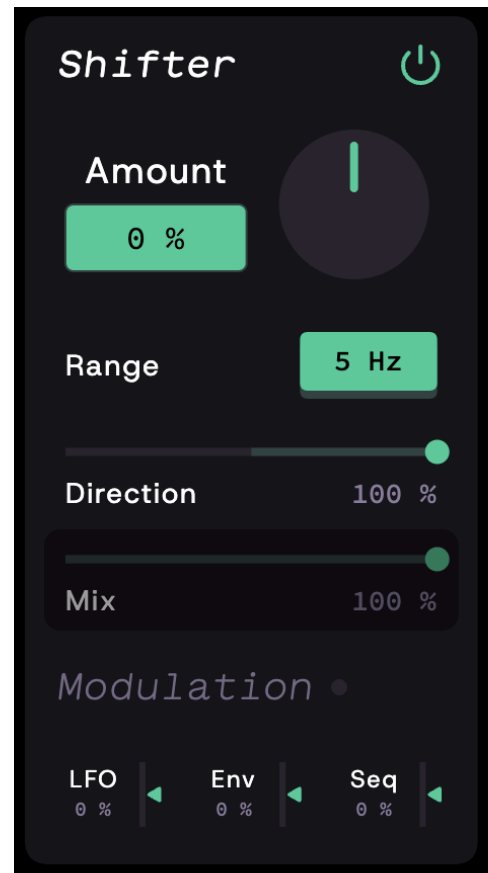 Shifter
Amount
0 %
Range
5 Hz
Direction
100 %
Mix
100 %
Modulation
LFO
0 %
Env
0 %
Seq
0 %